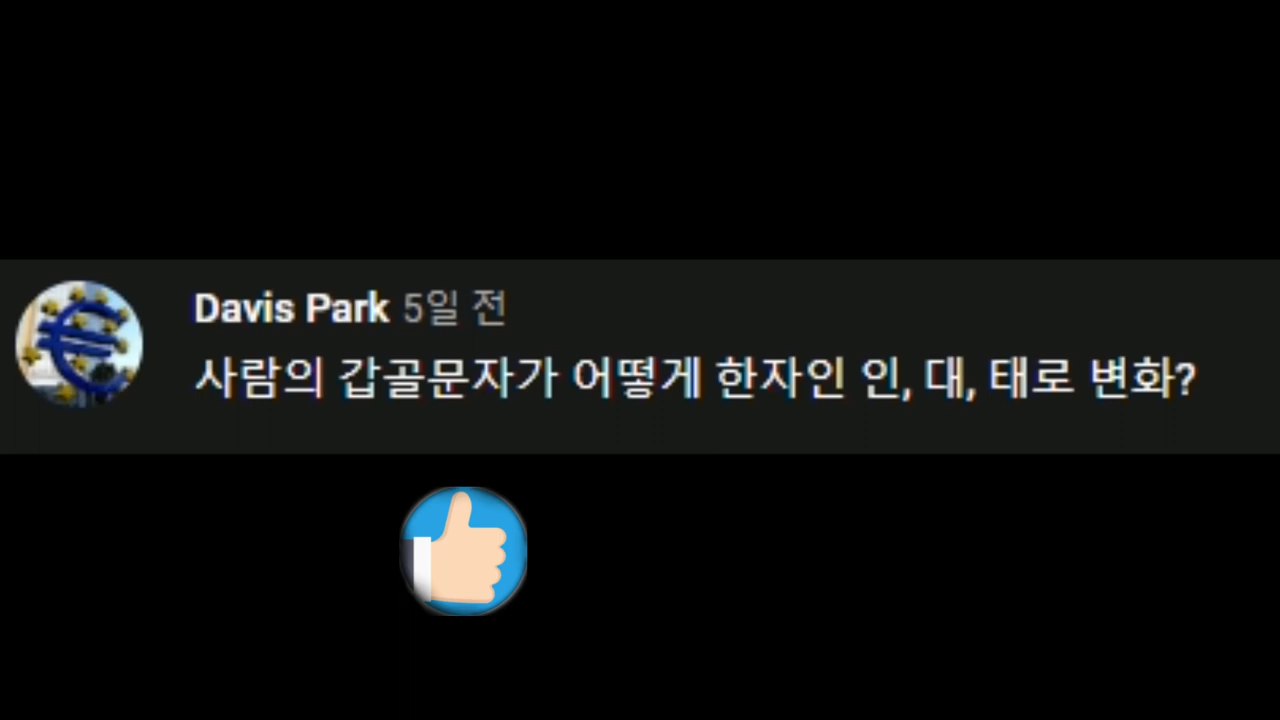 Davis Park 5일 전
사람의 갑골문자가 어떻게 한자인 인, 대, 태로 변화?